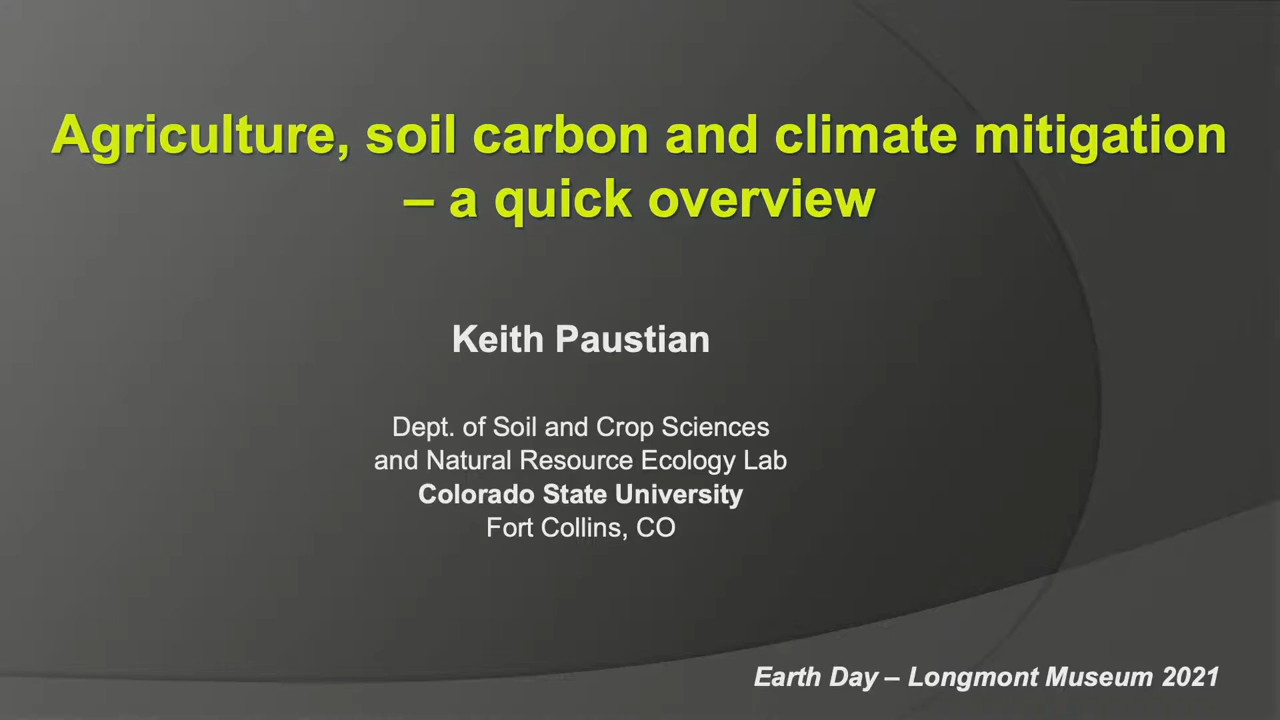 Agriculture, soil carbon and climate mitigation
– a quick overview
Keith Paustian
Dept. of Soil and Crop Sciences
and Natural Resource Ecology Lab
Colorado State University
Fort Collins, CO
Earth Day – Longmont Museum 2021